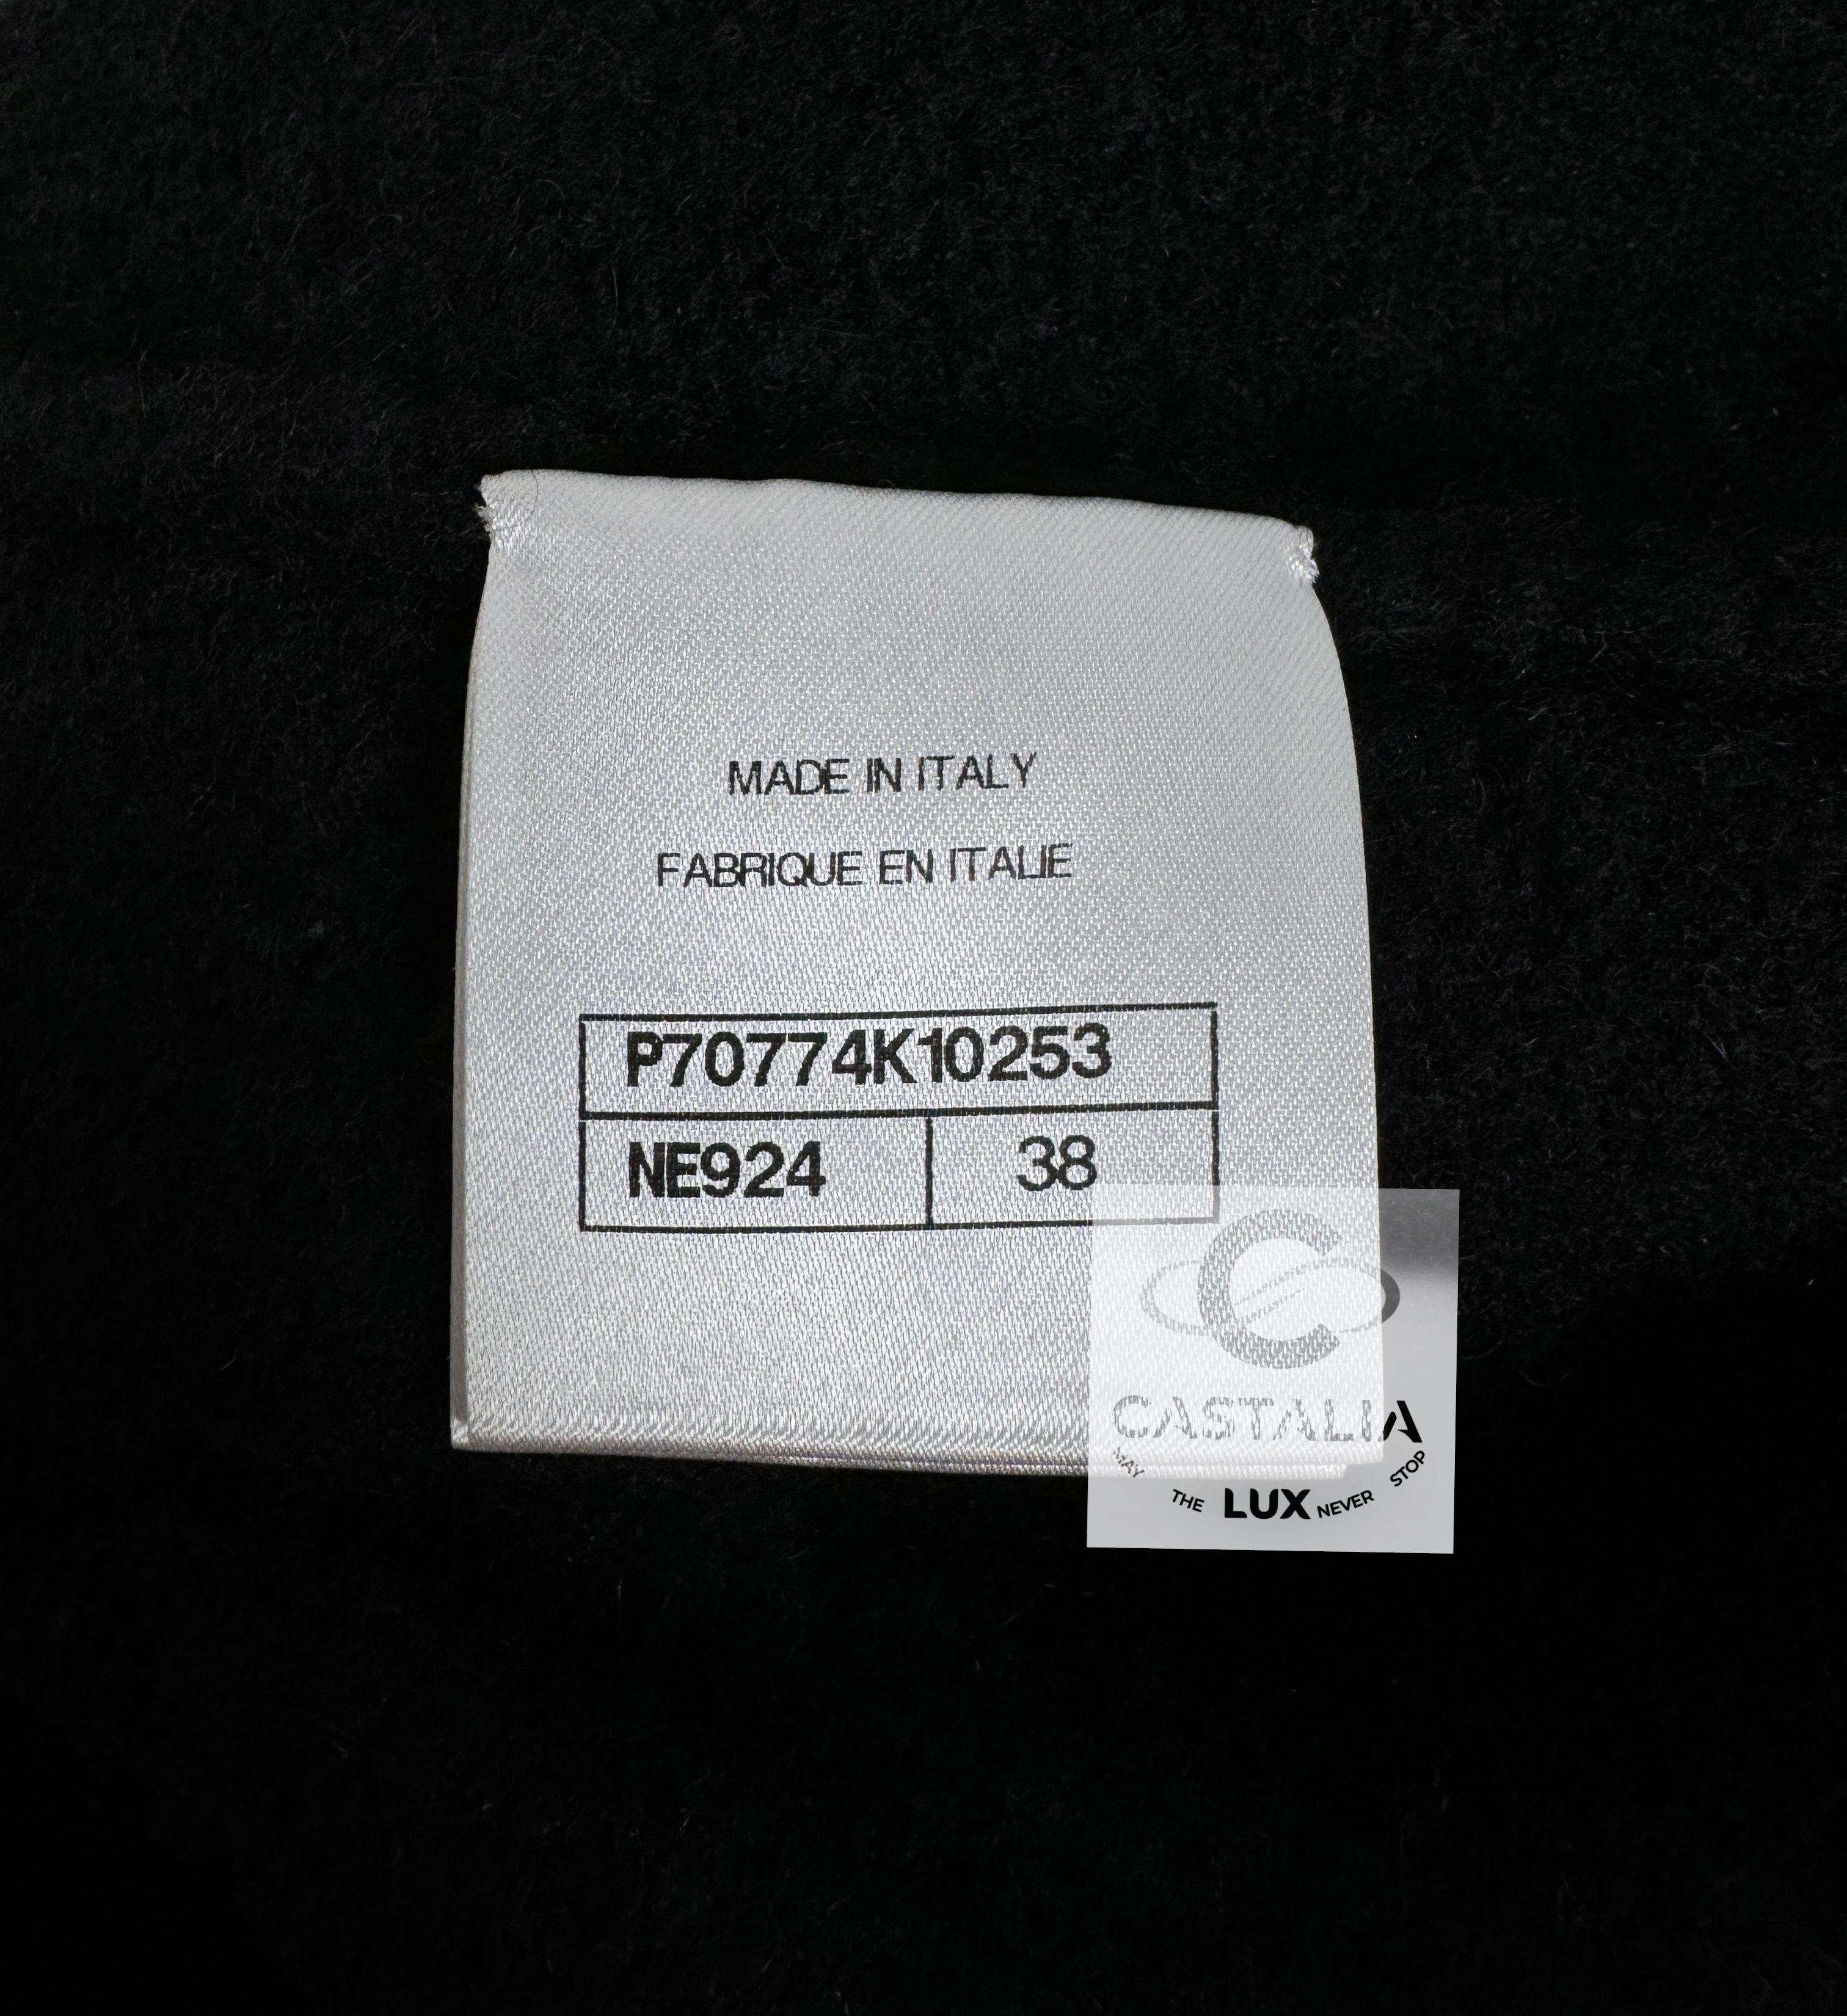 MADE IN ITALY
FABRIQUE EN ITALIE
P70774K10253
NE924 38
CASTALIA
MAY THE LUX NEVER STOP